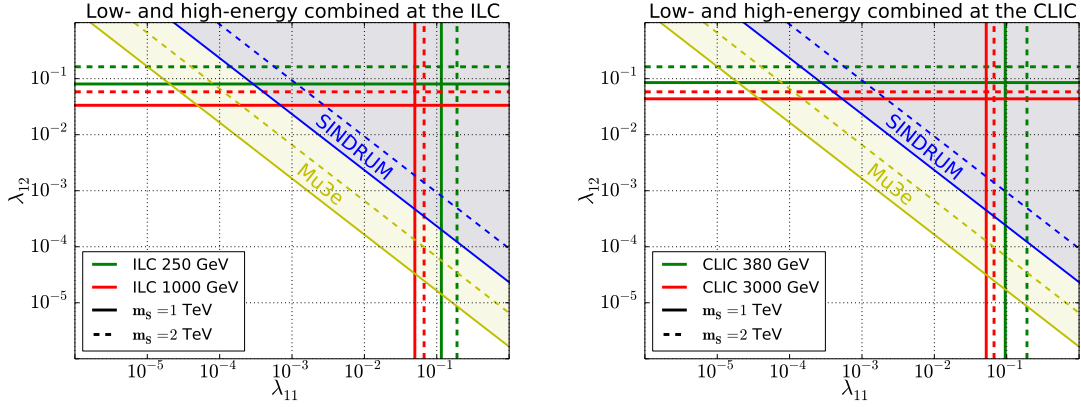 Low- and high-energy combined at the ILC
λ₁₂
10⁻¹
10⁻²
10⁻³
10⁻⁴
10⁻⁵
SINDRUM
Mu3e
ILC 250 GeV
ILC 1000 GeV
mₛ =1 TeV
mₛ =2 TeV
10⁻⁵ 10⁻⁴ 10⁻³ 10⁻² 10⁻¹
λ₁₁
Low- and high-energy combined at the CLIC
λ₁₂
10⁻¹
10⁻²
10⁻³
10⁻⁴
10⁻⁵
SINDRUM
Mu3e
CLIC 380 GeV
CLIC 3000 GeV
mₛ =1 TeV
mₛ =2 TeV
10⁻⁵ 10⁻⁴ 10⁻³ 10⁻² 10⁻¹
λ₁₁